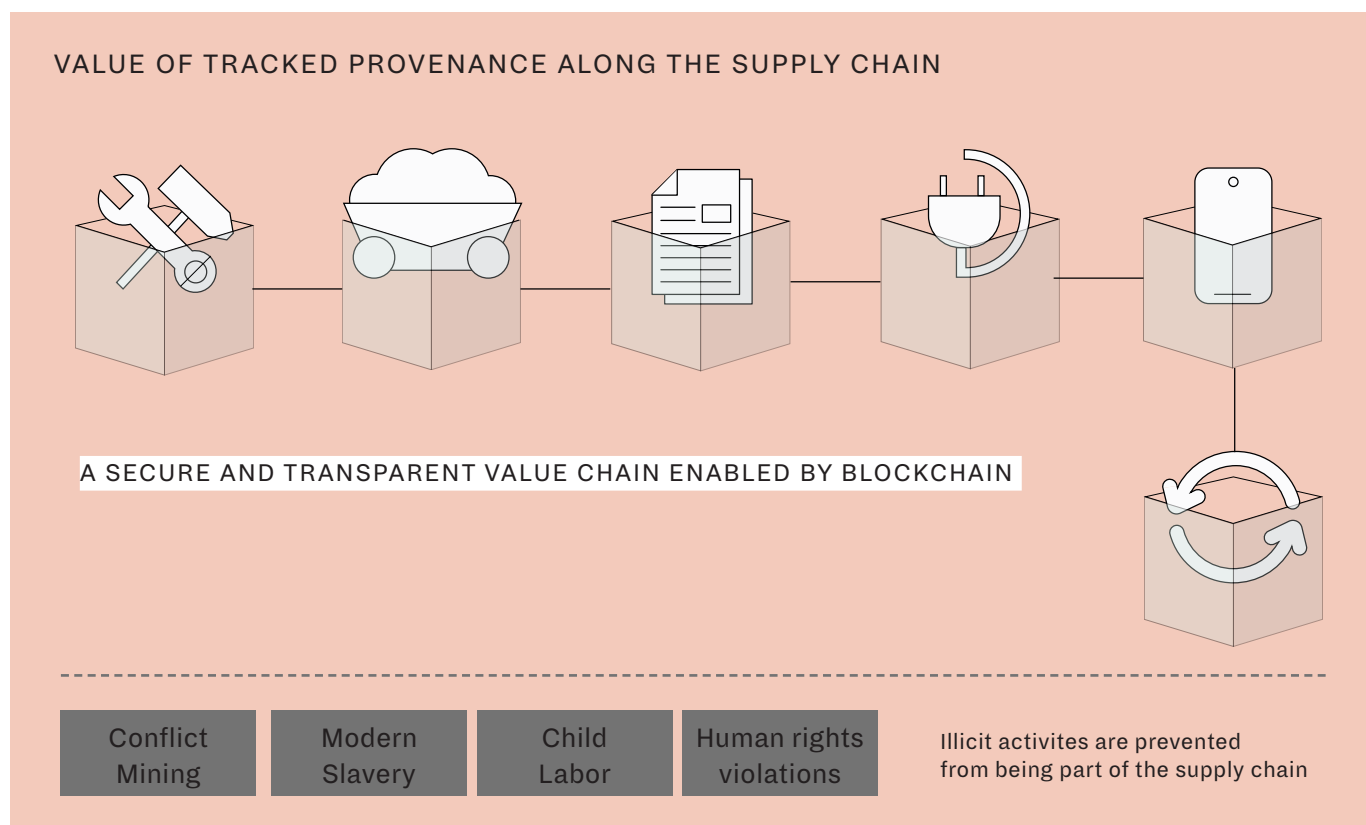 VALUE OF TRACKED PROVENANCE ALONG THE SUPPLY CHAIN
A SECURE AND TRANSPARENT VALUE CHAIN ENABLED BY BLOCKCHAIN
Conflict
Mining
Modern
Slavery
Child
Labor
Human rights
violations
Illicit activites are prevented
from being part of the supply chain